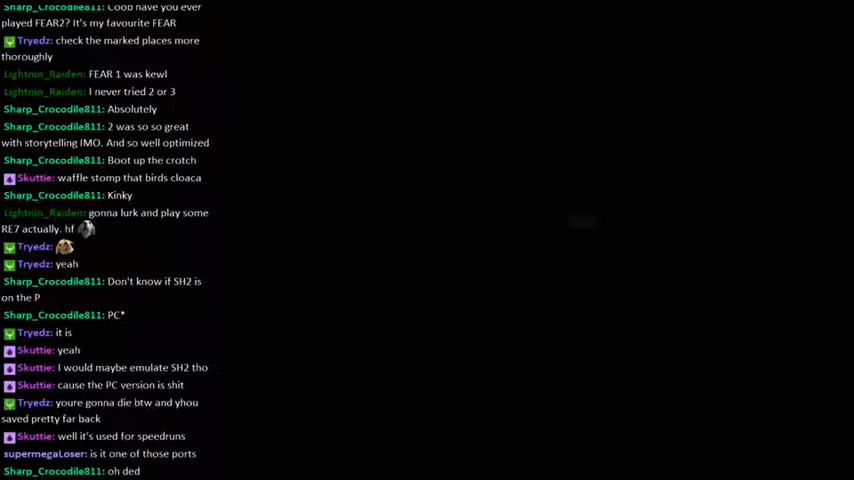 Sharp_Crocodile811: Coob have you ever
played FEAR2? It's my favourite FEAR
Tryedz: check the marked places more
thoroughly
Lightnin_Raiden: FEAR 1 was kewl
Lightnin_Raiden: I never tried 2 or 3
Sharp_Crocodile811: Absolutely
Sharp_Crocodile811: 2 was so so great
with storytelling IMO. And so well optimized
Sharp_Crocodile811: Boot up the crotch
Skuttie: waffle stomp that birds cloaca
Sharp_Crocodile811: Kinky
Lightnin_Raiden: gonna lurk and play some
RE7 actually. hf
Tryedz:
Tryedz: yeah
Sharp_Crocodile811: Don't know if SH2 is
on the P
Sharp_Crocodile811: PC*
Tryedz: it is
Skuttie: yeah
Skuttie: I would maybe emulate SH2 tho
Skuttie: cause the PC version is shit
Tryedz: youre gonna die btw and yhou
saved pretty far back
Skuttie: well it's used for speedruns
supermegaLoser: is it one of those ports
Sharp_Crocodile811: oh ded